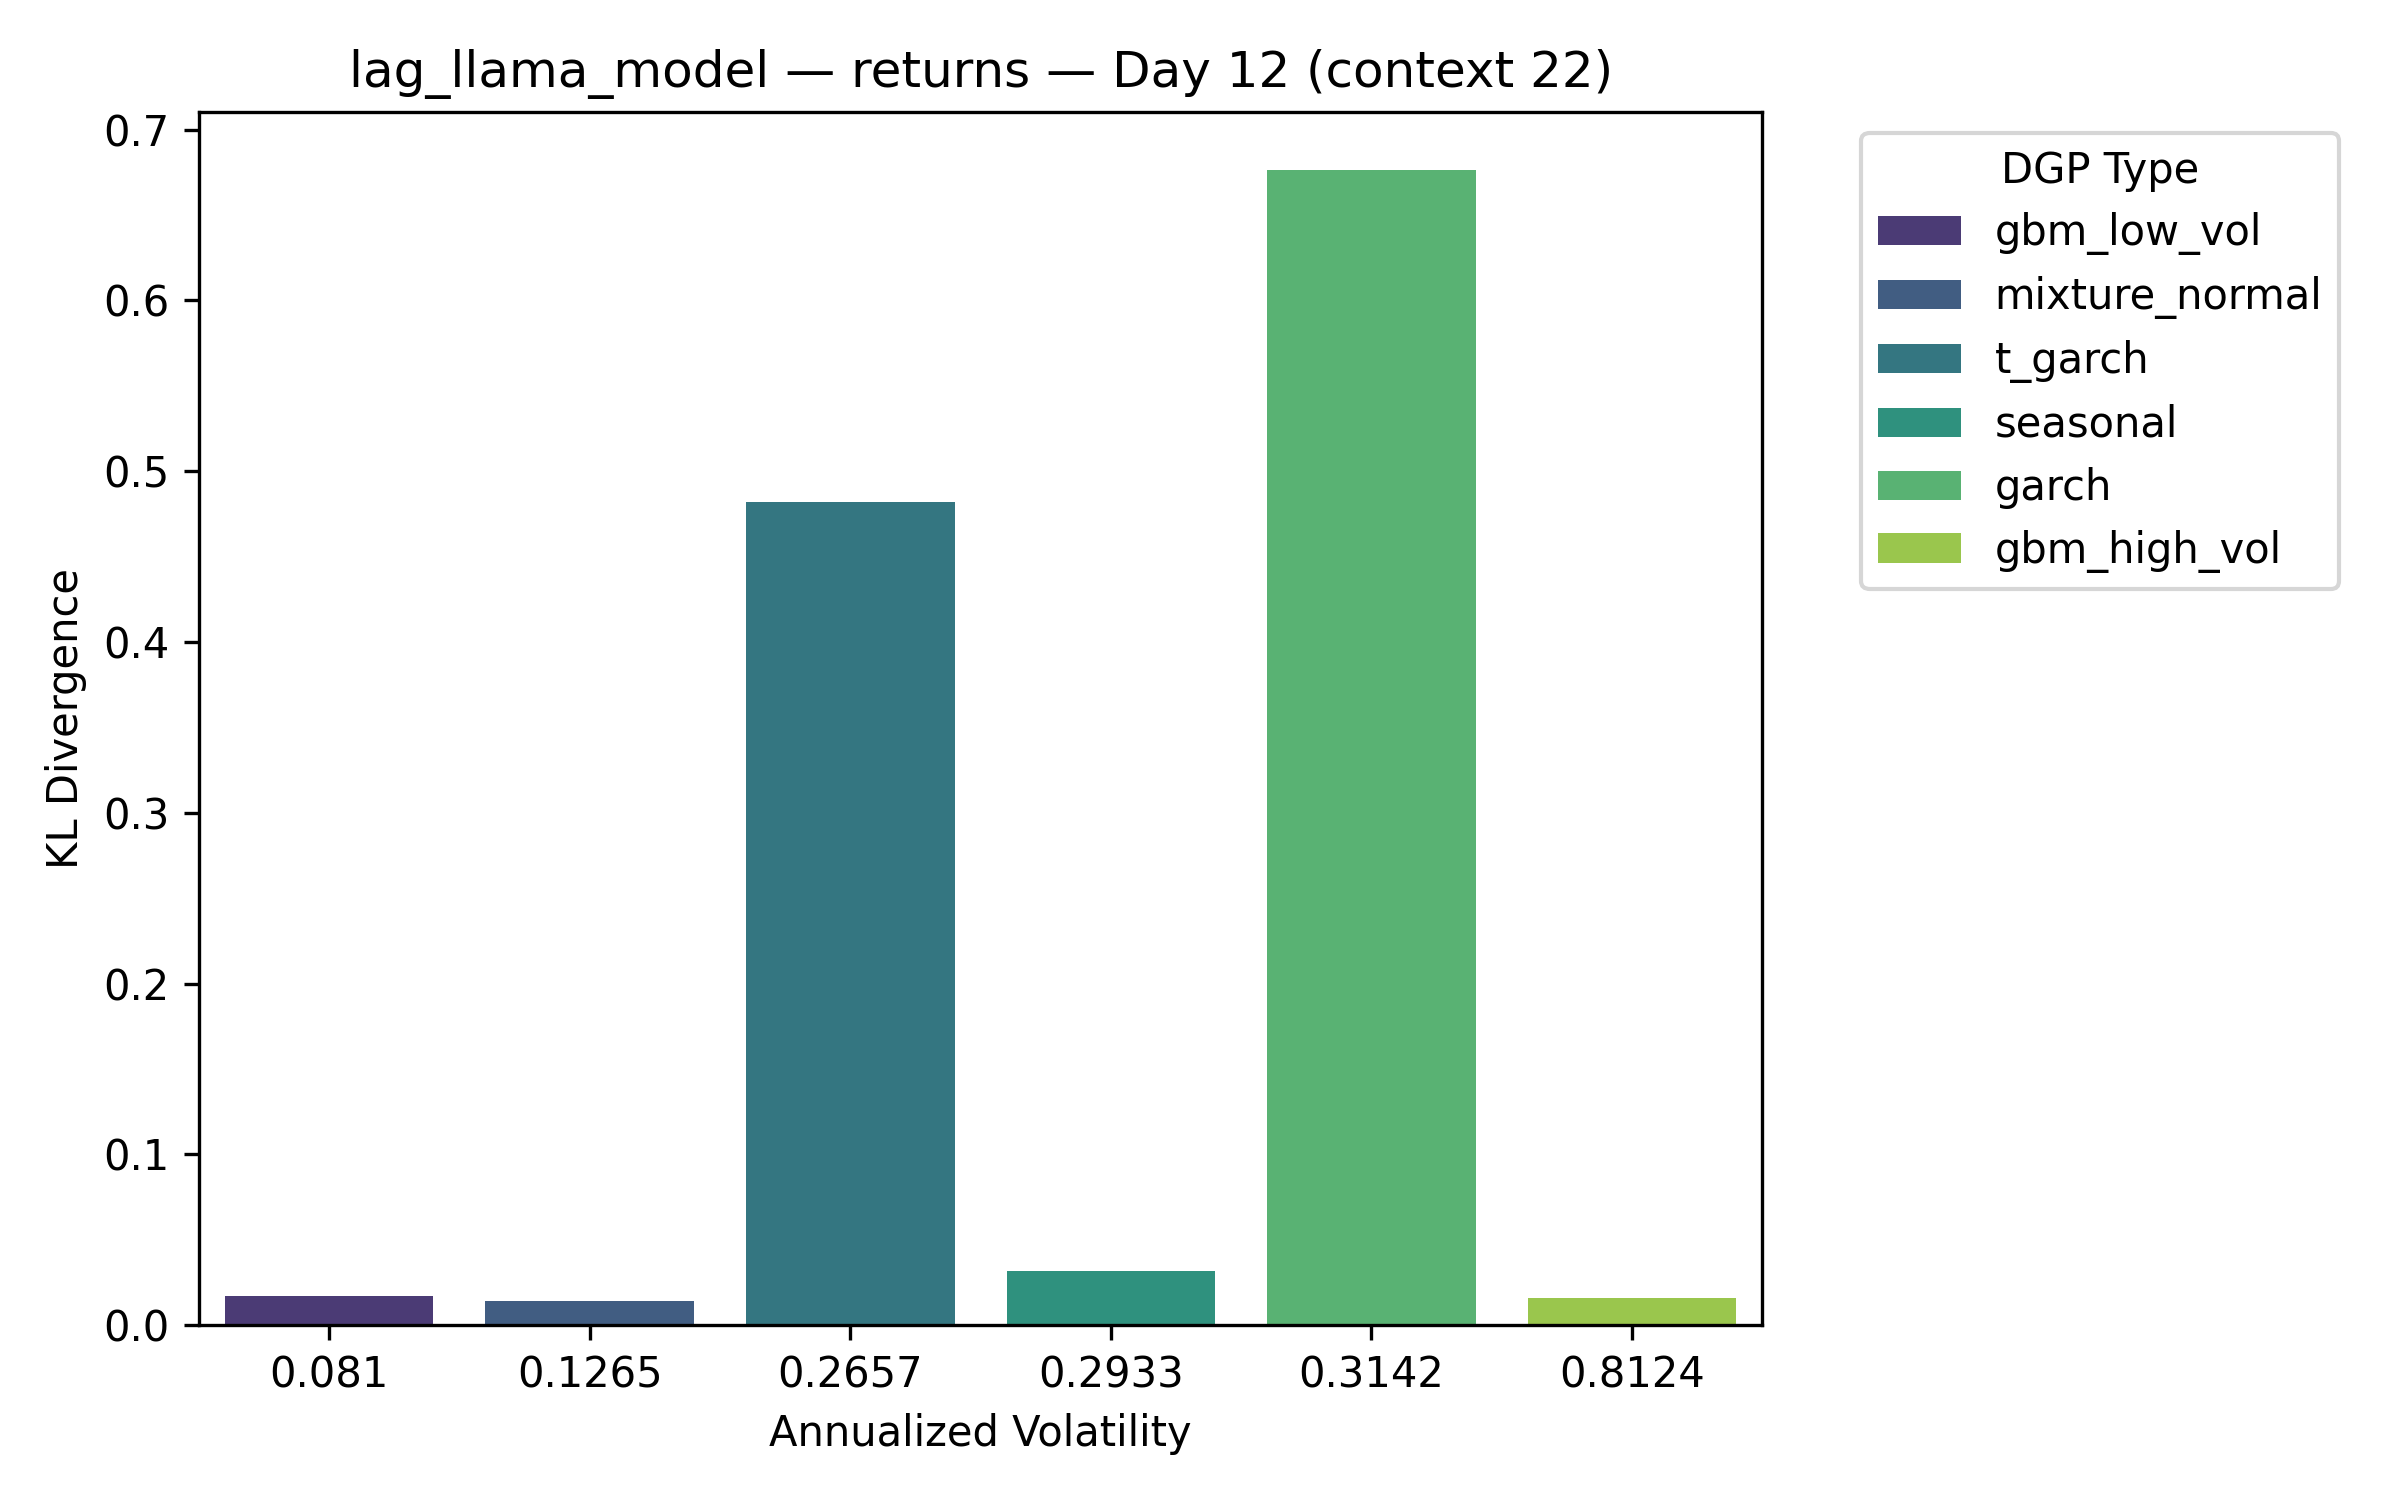 lag_llama_model — returns — Day 12 (context 22)
DGP Type
gbm_low_vol
mixture_normal
t_garch
seasonal
garch
gbm_high_vol
KL Divergence
0.7
0.6
0.5
0.4
0.3
0.2
0.1
0.0
0.081 0.1265 0.2657 0.2933 0.3142 0.8124
Annualized Volatility